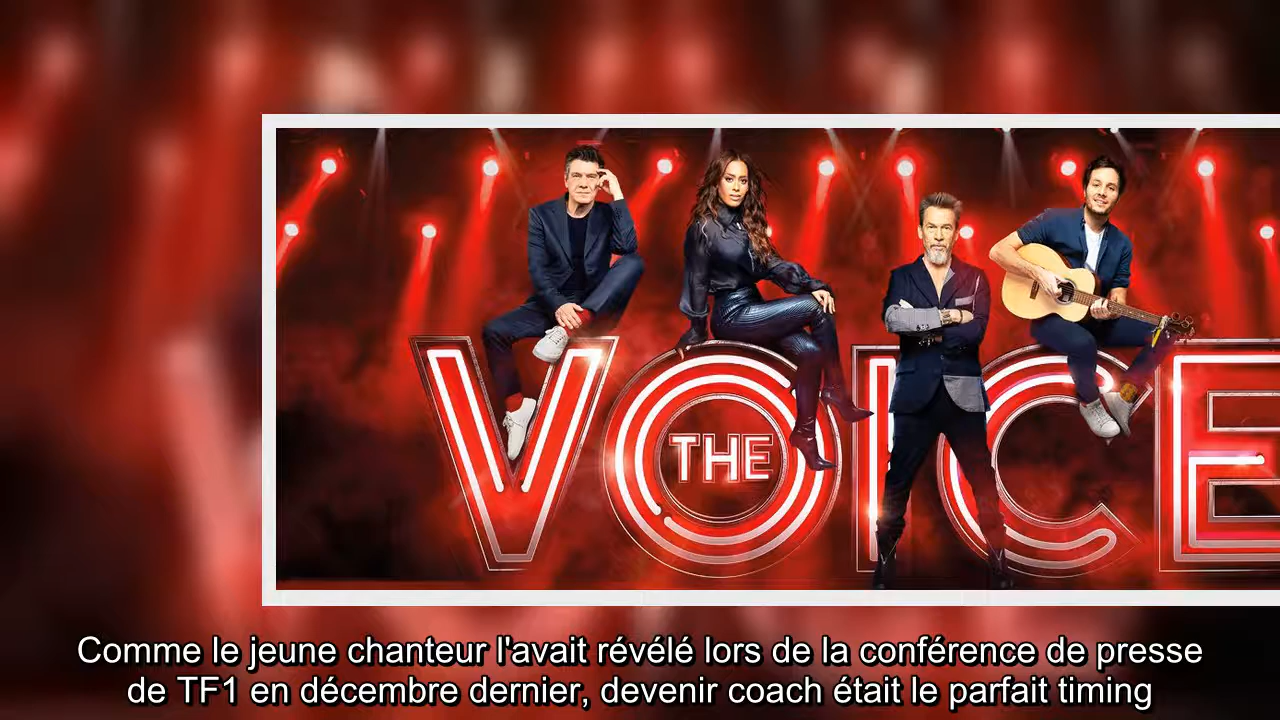 THE
VOICE
Comme le jeune chanteur l'avait révélé lors de la conférence de presse
de TF1 en décembre dernier, devenir coach était le parfait timing